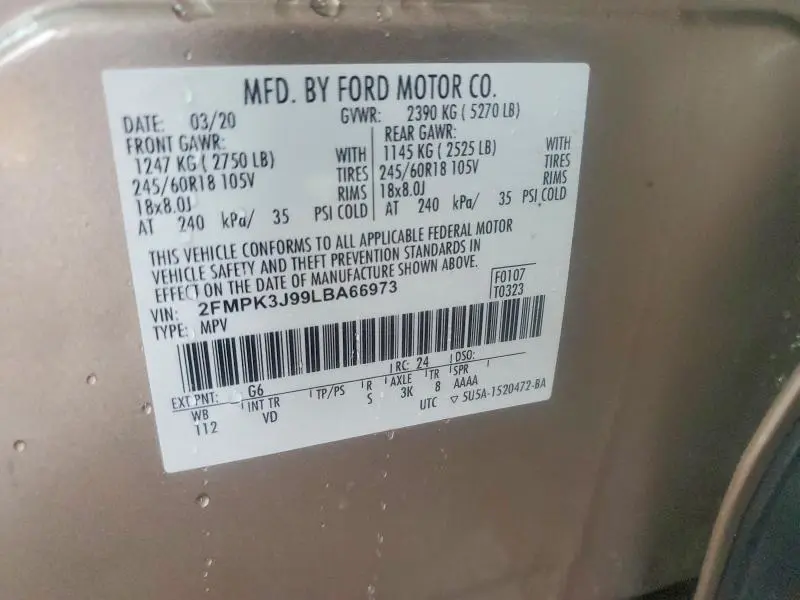 MFD. BY FORD MOTOR CO.
DATE: 03/20 GVWR: 2390 KG ( 5270 LB)
FRONT GAWR: REAR GAWR:
1247 KG ( 2750 LB) WITH 1145 KG ( 2525 LB) WITH
245/60R18 105V TIRES 245/60R18 105V TIRES
18x8.0J RIMS 18x8.0J RIMS
AT 240 kPa/ 35 PSI COLD AT 240 kPa/ 35 PSI COLD
THIS VEHICLE CONFORMS TO ALL APPLICABLE FEDERAL MOTOR
VEHICLE SAFETY AND THEFT PREVENTION STANDARDS IN
EFFECT ON THE DATE OF MANUFACTURE SHOWN ABOVE.
VIN: 2FMPK3J99LBA66973 F0107
TYPE: MPV T0323
EXT PNT: G6 RC: 24 DSO:
WB INT TR TP/PS R AXLE TR SPR
112 VD S 3K 8 AAAA
UTC ▽ 5U5A-1520472-BA